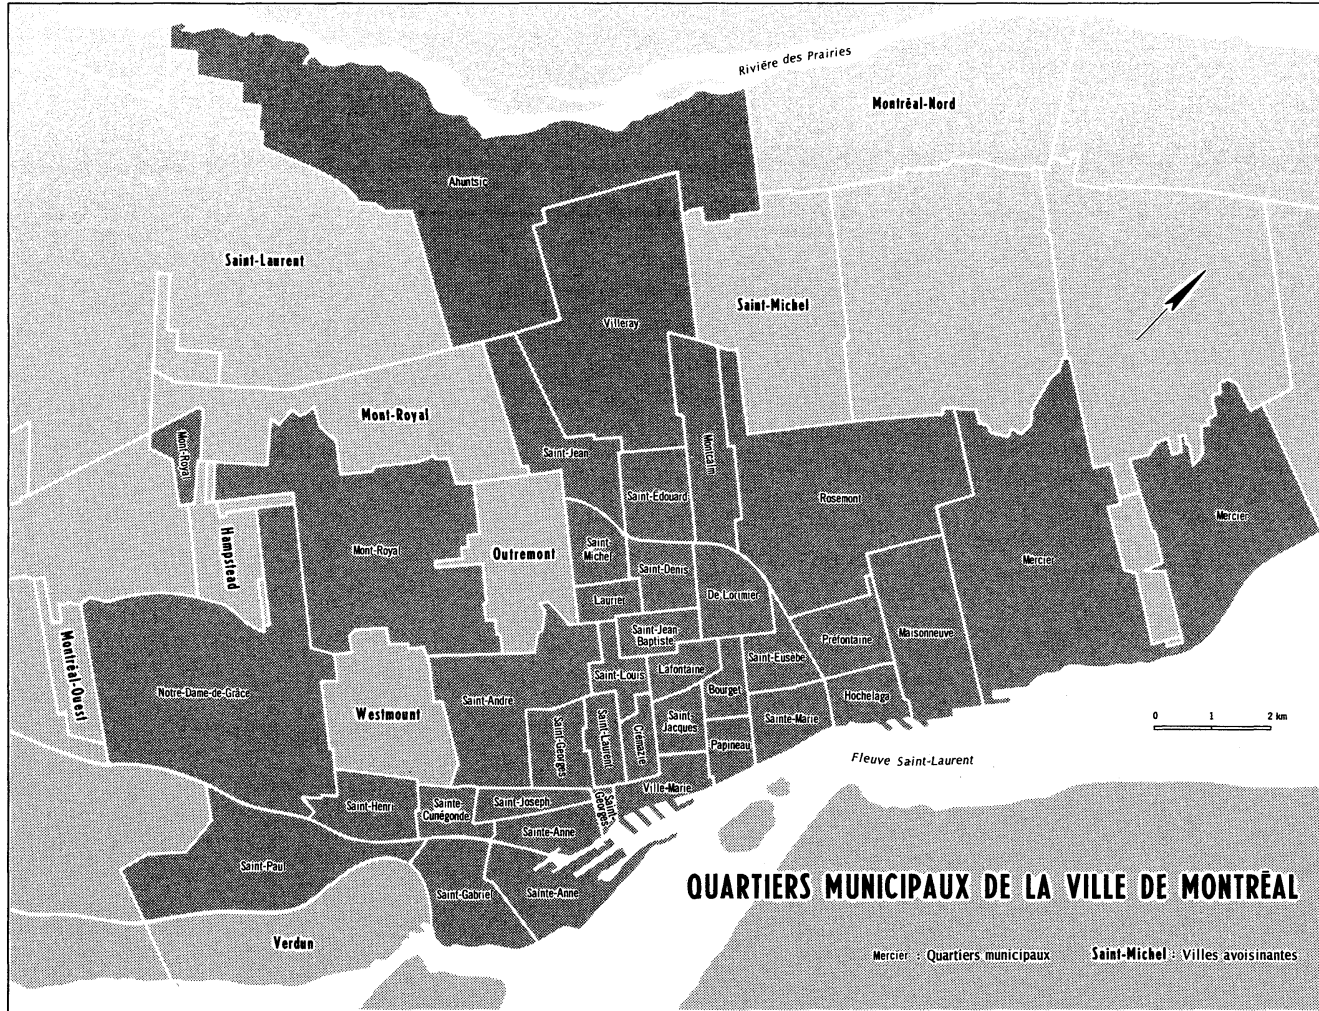 Rivière des Prairies
Montréal-Nord
Ahuntsic
Saint-Laurent
Saint-Michel
Villeray
Mont-Royal
Mont-Royal
Saint-Jean
Montcalm
Saint-Edouard
Rosemont
Mercier
Hampstead
Mont-Royal
Outremont
Saint-
Michel
Saint-Denis
Mercier
Laurier
De Lorimier
Montréal-Ouest
Saint-Jean
Baptiste
Préfontaine
Maisonneuve
Notre-Dame-de-Grâce
Westmount
Saint-André
Saint-Louis
Lafontaine
Saint-Eusèbe
Bourget
Hochelaga
Saint-Georges
Saint-Laurent
Crémazie
Saint-
Jacques
Sainte-Marie
Papineau
0 1 2 km
Fleuve Saint-Laurent
Saint-Henri
Sainte
Cunégonde
Saint-Joseph
Saint-
Georges
Ville-Marie
Sainte-Anne
Saint-Paul
Saint-Gabriel
Sainte-Anne
Verdun
QUARTIERS MUNICIPAUX DE LA VILLE DE MONTRÉAL
Mercier : Quartiers municipaux
Saint-Michel : Villes avoisinantes